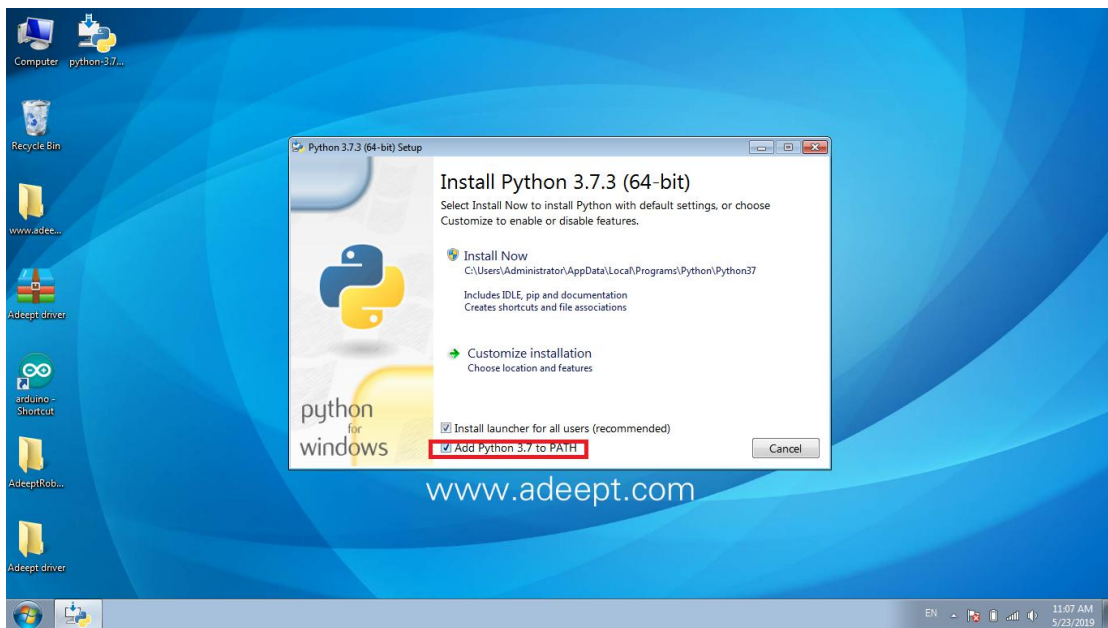 Computer
python-3.7...
Recycle Bin
www.adee...
Adeept driver
arduino -
Shortcut
AdeeptRob...
Adeept driver
Python 3.7.3 (64-bit) Setup
Install Python 3.7.3 (64-bit)
Select Install Now to install Python with default settings, or choose
Customize to enable or disable features.
Install Now
C:\Users\Administrator\AppData\Local\Programs\Python\Python37
Includes IDLE, pip and documentation
Creates shortcuts and file associations
Customize installation
Choose location and features
python
for
windows
Install launcher for all users (recommended)
Add Python 3.7 to PATH
Cancel
www.adeept.com
EN
11:07 AM
5/23/2019